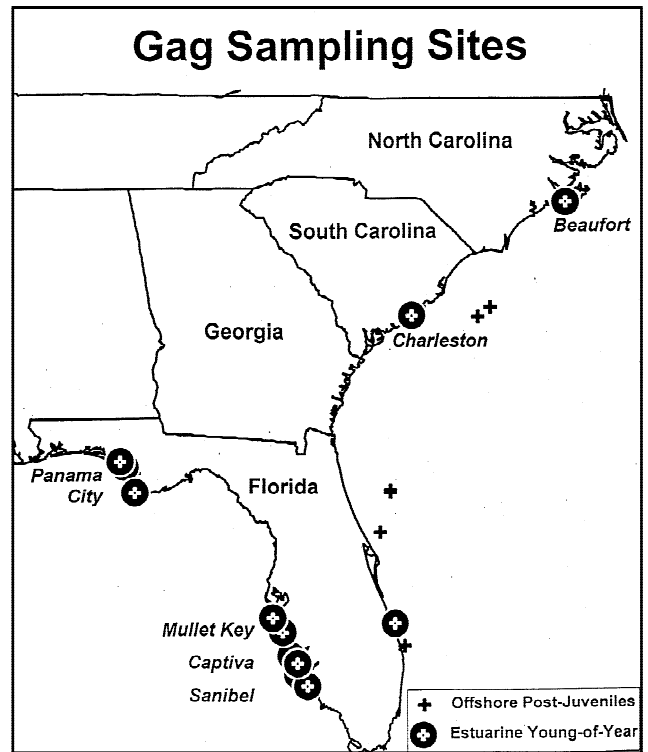 Gag Sampling Sites
North Carolina
Beaufort
South Carolina
Charleston
Georgia
Panama
City
Florida
Mullet Key
Captiva
Sanibel
Offshore Post-Juveniles
Estuarine Young-of-Year